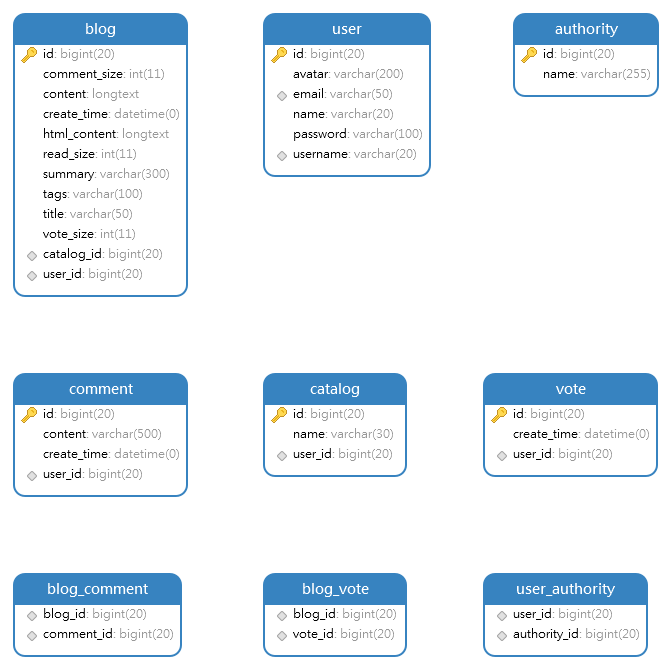 blog
id: bigint(20)
comment_size: int(11)
content: longtext
create_time: datetime(0)
html_content: longtext
read_size: int(11)
summary: varchar(300)
tags: varchar(100)
title: varchar(50)
vote_size: int(11)
catalog_id: bigint(20)
user_id: bigint(20)
user
id: bigint(20)
avatar: varchar(200)
email: varchar(50)
name: varchar(20)
password: varchar(100)
username: varchar(20)
authority
id: bigint(20)
name: varchar(255)
comment
id: bigint(20)
content: varchar(500)
create_time: datetime(0)
user_id: bigint(20)
catalog
id: bigint(20)
name: varchar(30)
user_id: bigint(20)
vote
id: bigint(20)
create_time: datetime(0)
user_id: bigint(20)
blog_comment
blog_id: bigint(20)
comment_id: bigint(20)
blog_vote
blog_id: bigint(20)
vote_id: bigint(20)
user_authority
user_id: bigint(20)
authority_id: bigint(20)